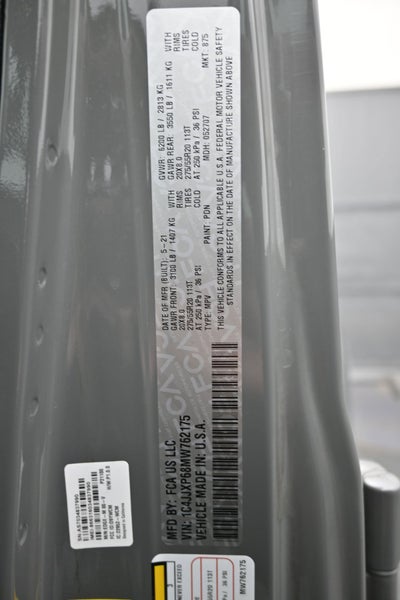 MFD BY: FCA US LLC
VIN: 1C4JJXP68MW762175
VEHICLE MADE IN: U.S.A.
DATE OF MFR (BUILT): 5-21 GVWR: 6200 LB / 2813 KG
GAWR FRONT: 3100 LB / 1407 KG WITH GAWR REAR: 3550 LB / 1611 KG WITH
20X8.0 RIMS 20X8.0 RIMS
275/55R20 113T TIRES 275/55R20 113T TIRES
AT 250 kPa / 36 PSI COLD AT 250 kPa / 36 PSI COLD
TYPE: MPV PAINT: PDN MDH: 052707 MKT: 875
THIS VEHICLE CONFORMS TO ALL APPLICABLE U.S.A. FEDERAL MOTOR VEHICLE SAFETY
STANDARDS IN EFFECT ON THE DATE OF MANUFACTURE SHOWN ABOVE
NEVER EXCEED
MW762175